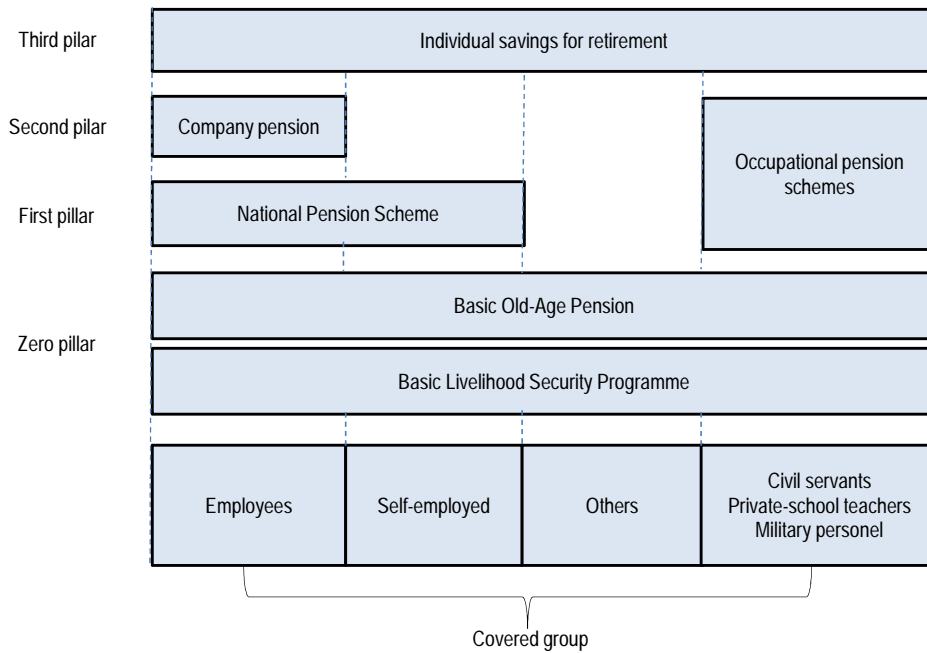 Third pilar
Individual savings for retirement
Second pilar
Company pension
Occupational pension
schemes
First pillar
National Pension Scheme
Basic Old-Age Pension
Zero pillar
Basic Livelihood Security Programme
Employees
Self-employed
Others
Civil servants
Private-school teachers
Military personel
Covered group